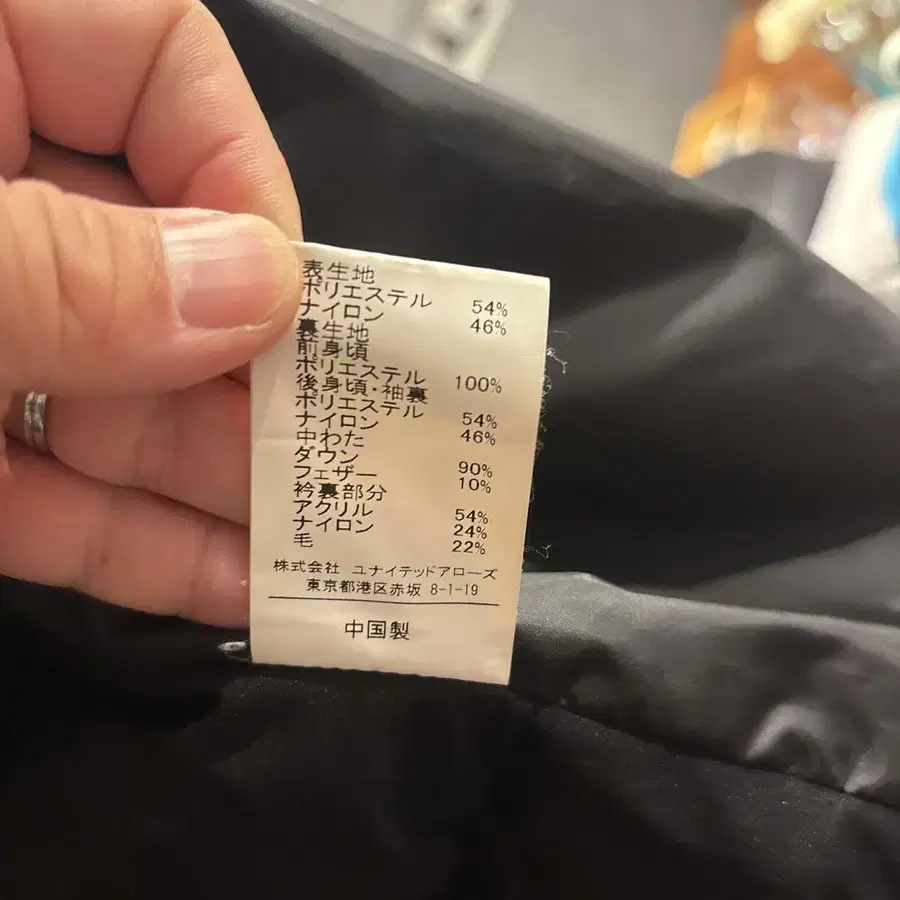 表生地
ポリエステル 54%
ナイロン 46%
裏生地
前身頃
ポリエステル 100%
後身頃・袖裏
ポリエステル
ナイロン 54%
中わた 46%
ダウン
フェザー 90%
衿裏部分 10%
アクリル 54%
ナイロン 24%
毛 22%
株式会社 ユナイテッドアローズ
東京都港区赤坂 8-1-19
中国製